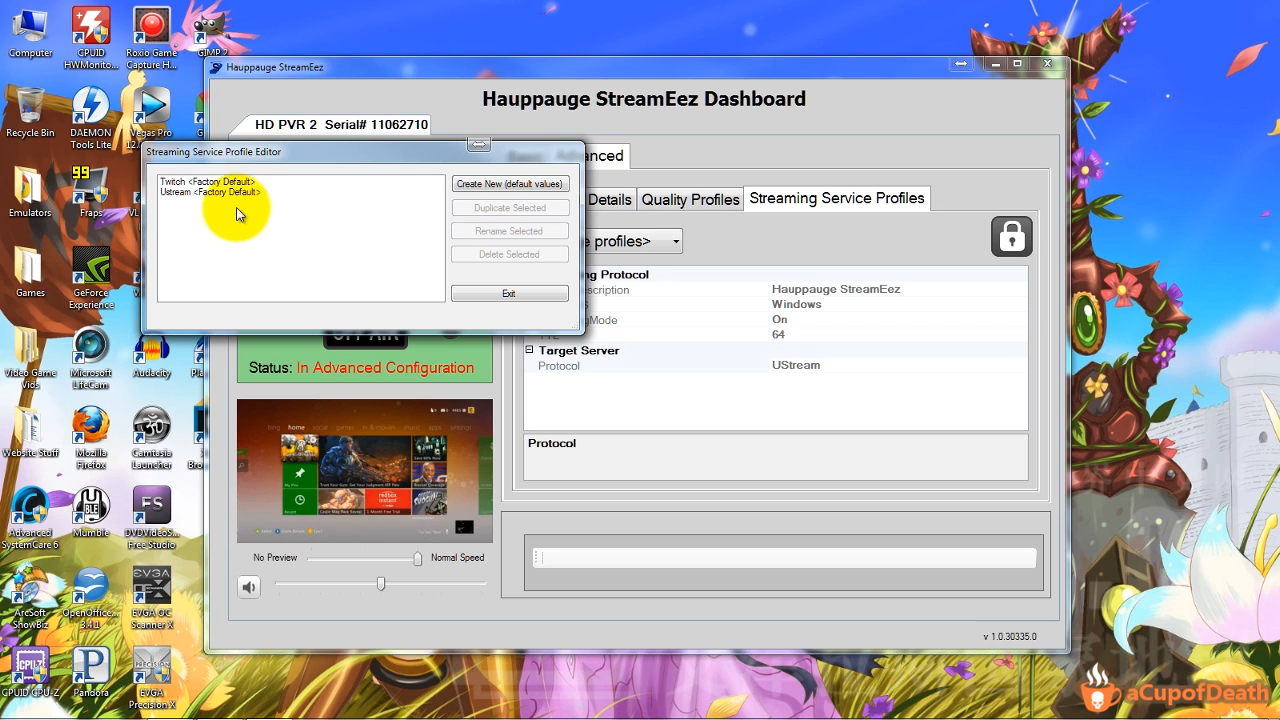 Computer
CPUID
HWMonito...
Roxio Game
Capture H...
GIMP 2
Recycle Bin
DAEMON
Tools Lite
Vegas Pro
Emulators
99
Fraps
Games
GeForce
Experience
Video Game
Vids
Microsoft
LifeCam
Audacity
Website Stuff
Mozilla
Firefox
Camtasia
Launcher
Advanced
SystemCare 6
Mumble
FS
DVDVideoS...
Free Studio
ArcSoft
ShowBiz
OpenOffice...
3.4.1
EVGA OC
Scanner X
CPUID GPU-Z
Pandora
EVGA
Precision X
Hauppauge StreamEez
Hauppauge StreamEez Dashboard
HD PVR 2 Serial# 11062710
Streaming Service Profile Editor
Twitch <Factory Default>
Ustream <Factory Default>
Create New (default values)
Duplicate Selected
Rename Selected
Delete Selected
Exit
Details
Quality Profiles
Streaming Service Profiles
profiles>
Protocol
Hauppauge StreamEez
Windows
On
64
Target Server
Protocol
UStream
Protocol
Status: In Advanced Configuration
home
No Preview
Normal Speed
v 1.0.30335.0
aCupofDeath